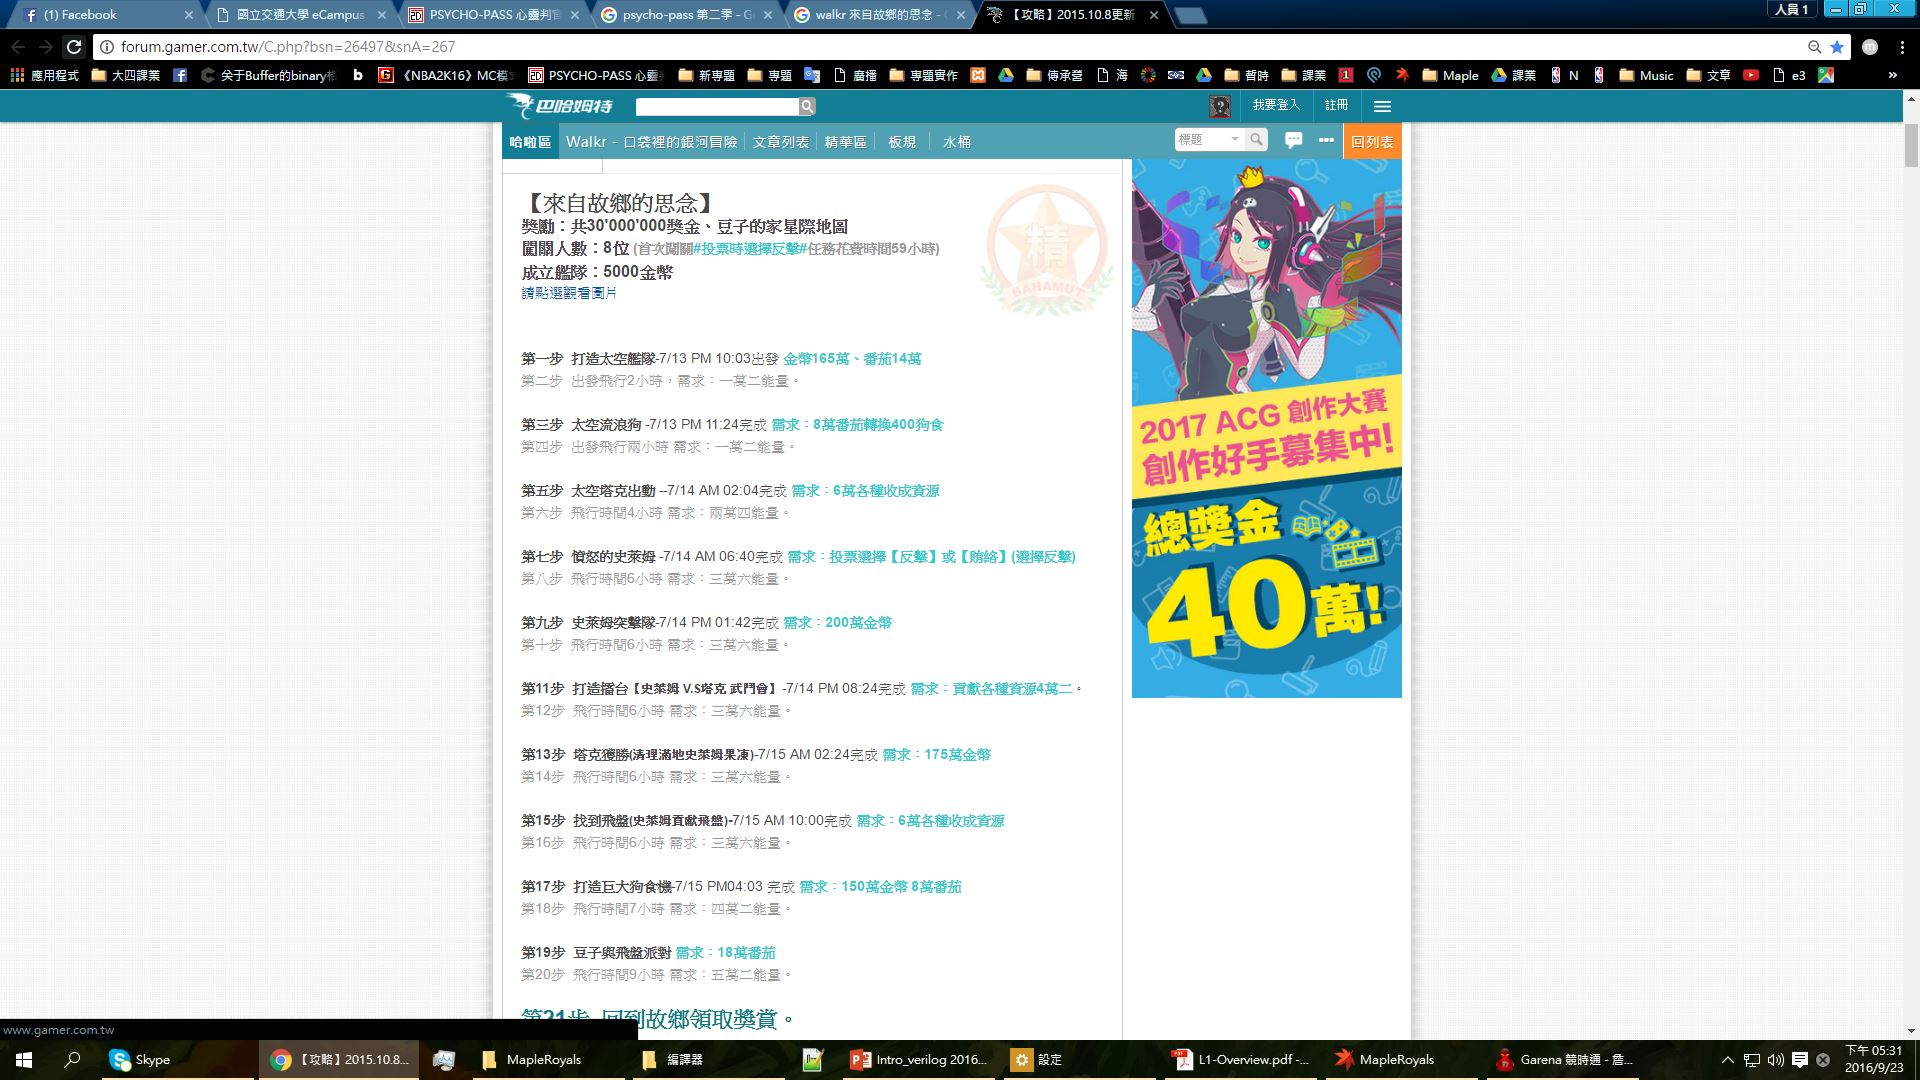 (1) Facebook
國立交通大學 eCampus
PSYCHO-PASS 心靈判官
psycho-pass 第二季 - G
walkr 來自故鄉的思念 -
【攻略】2015.10.8更新
人員 1
forum.gamer.com.tw/C.php?bsn=26497&snA=267
應用程式
大四課業
关于Buffer的binary
《NBA2K16》MC模
PSYCHO-PASS 心靈
新專題
專題
廣播
專題實作
傳承營
海
暫時
課業
Maple
課業
N
Music
文章
e3
巴哈姆特
我要登入
註冊
哈啦區
Walkr - 口袋裡的銀河冒險
文章列表
精華區
板規
水桶
標題
回列表
【來自故鄉的思念】
獎勵：共30'000'000獎金、豆子的家星際地圖
闖關人數：8位 (首次闖關#投票時選擇反擊#任務花費時間59小時)
成立艦隊：5000金幣
請點選觀看圖片
精
BAHAMUT
第一步 打造太空艦隊-7/13 PM 10:03出發 金幣165萬、番茄14萬
第二步 出發飛行2小時，需求：一萬二能量。
第三步 太空流浪狗 -7/13 PM 11:24完成 需求：8萬番茄轉換400狗食
第四步 出發飛行兩小時 需求：一萬二能量。
第五步 太空塔克出動 --7/14 AM 02:04完成 需求：6萬各種收成資源
第六步 飛行時間4小時 需求：兩萬四能量。
第七步 憤怒的史萊姆 -7/14 AM 06:40完成 需求：投票選擇【反擊】或【賄絡】(選擇反擊)
第八步 飛行時間6小時 需求：三萬六能量。
第九步 史萊姆突擊隊-7/14 PM 01:42完成 需求：200萬金幣
第十步 飛行時間6小時 需求：三萬六能量。
第11步 打造擂台【史萊姆 V.S塔克 武鬥會】-7/14 PM 08:24完成 需求：貢獻各種資源4萬二。
第12步 飛行時間6小時 需求：三萬六能量。
第13步 塔克獲勝(清理滿地史萊姆果凍)-7/15 AM 02:24完成 需求：175萬金幣
第14步 飛行時間6小時 需求：三萬六能量。
第15步 找到飛盤(史萊姆貢獻飛盤)-7/15 AM 10:00完成 需求：6萬各種收成資源
第16步 飛行時間6小時 需求：三萬六能量。
第17步 打造巨大狗食機-7/15 PM04:03 完成 需求：150萬金幣 8萬番茄
第18步 飛行時間7小時 需求：四萬二能量。
第19步 豆子與飛盤派對 需求：18萬番茄
第20步 飛行時間9小時 需求：五萬二能量。
第21步 回到故鄉領取獎賞。
2017 ACG 創作大賽
創作好手募集中!
總獎金
40萬!
www.gamer.com.tw
Skype
【攻略】2015.10.8...
MapleRoyals
編譯器
Intro_verilog 2016...
設定
L1-Overview.pdf -...
MapleRoyals
Garena 競時通 - 詹...
下午 05:31
2016/9/23